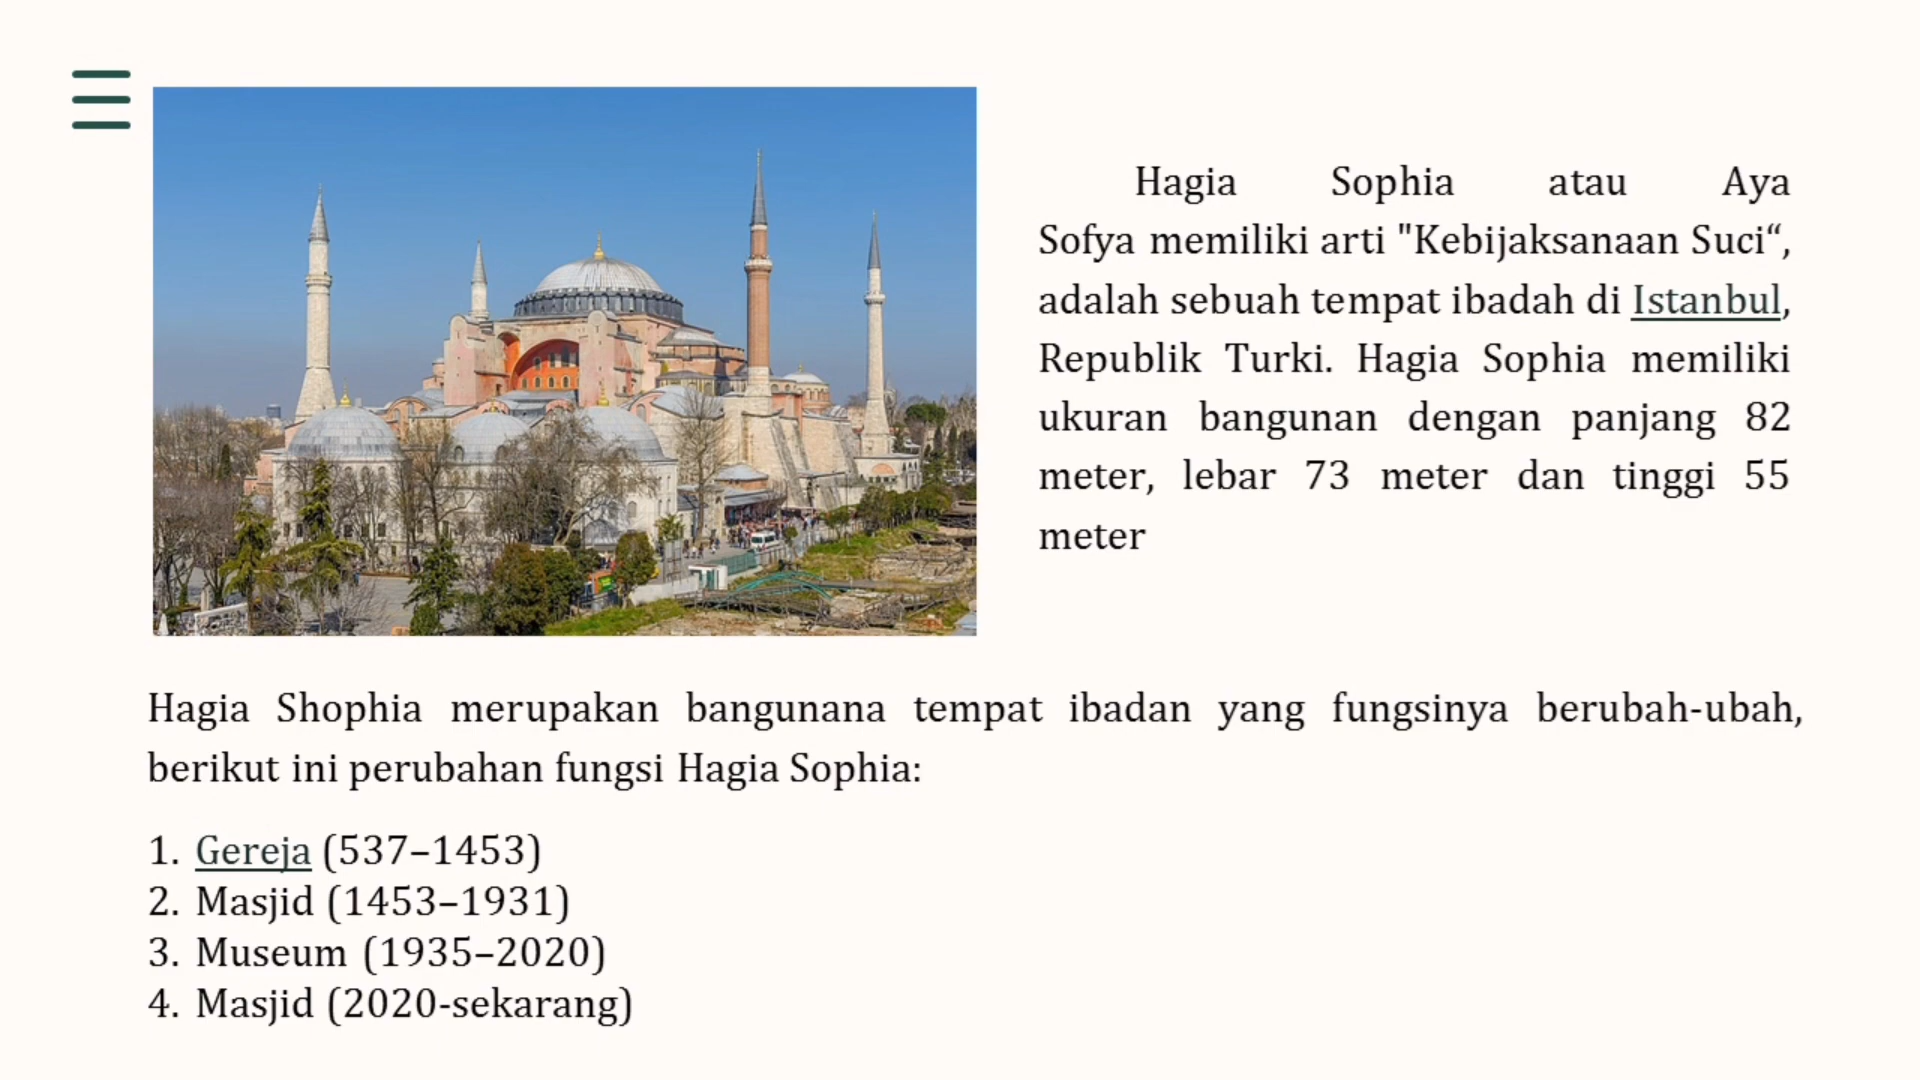 Hagia Sophia atau Aya
Sofya memiliki arti "Kebijaksanaan Suci“,
adalah sebuah tempat ibadah di Istanbul,
Republik Turki. Hagia Sophia memiliki
ukuran bangunan dengan panjang 82
meter, lebar 73 meter dan tinggi 55
meter
Hagia Shophia merupakan bangunana tempat ibadan yang fungsinya berubah-ubah,
berikut ini perubahan fungsi Hagia Sophia:
1. Gereja (537–1453)
2. Masjid (1453–1931)
3. Museum (1935–2020)
4. Masjid (2020-sekarang)